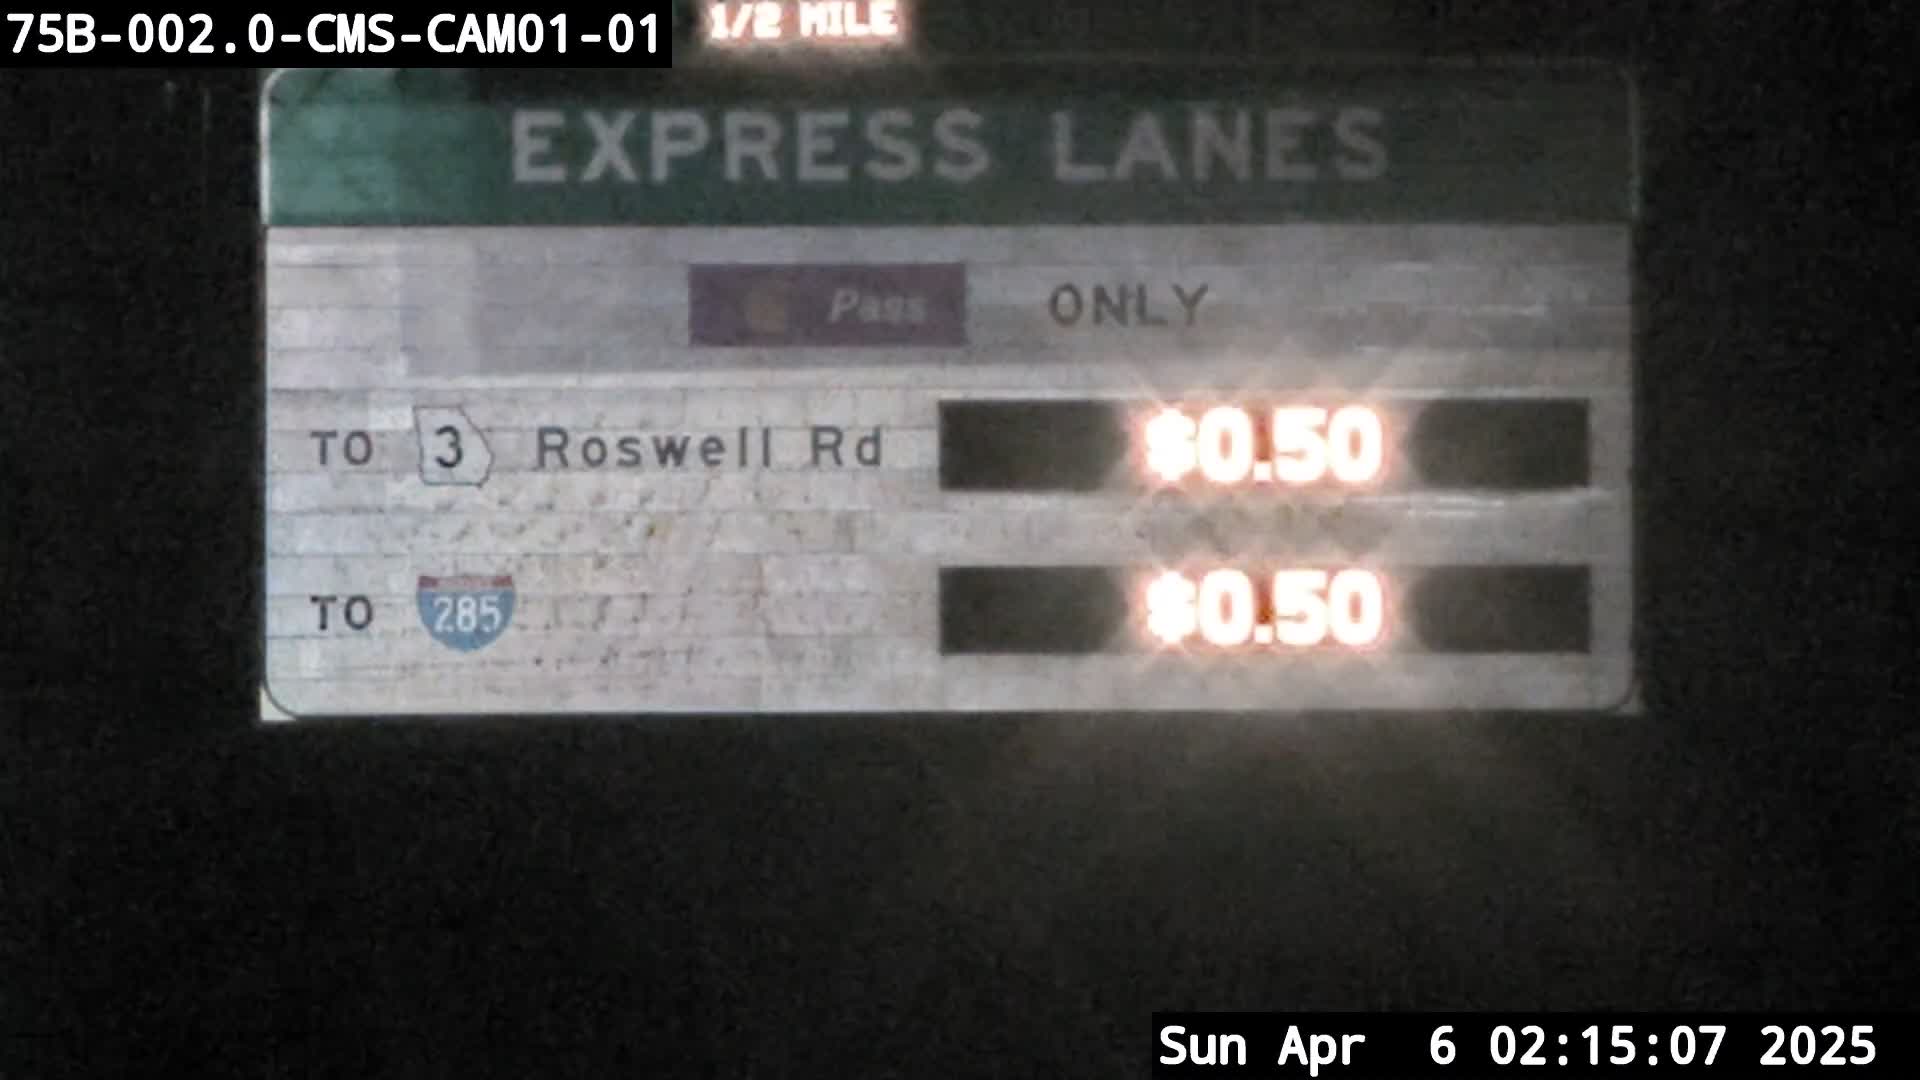 75B-002.0-CMS-CAM01-01
1/2 MILE
EXPRESS LANES
Pass ONLY
TO 3 Roswell Rd $0.50
TO 285 $0.50
Sun Apr 6 02:15:07 2025